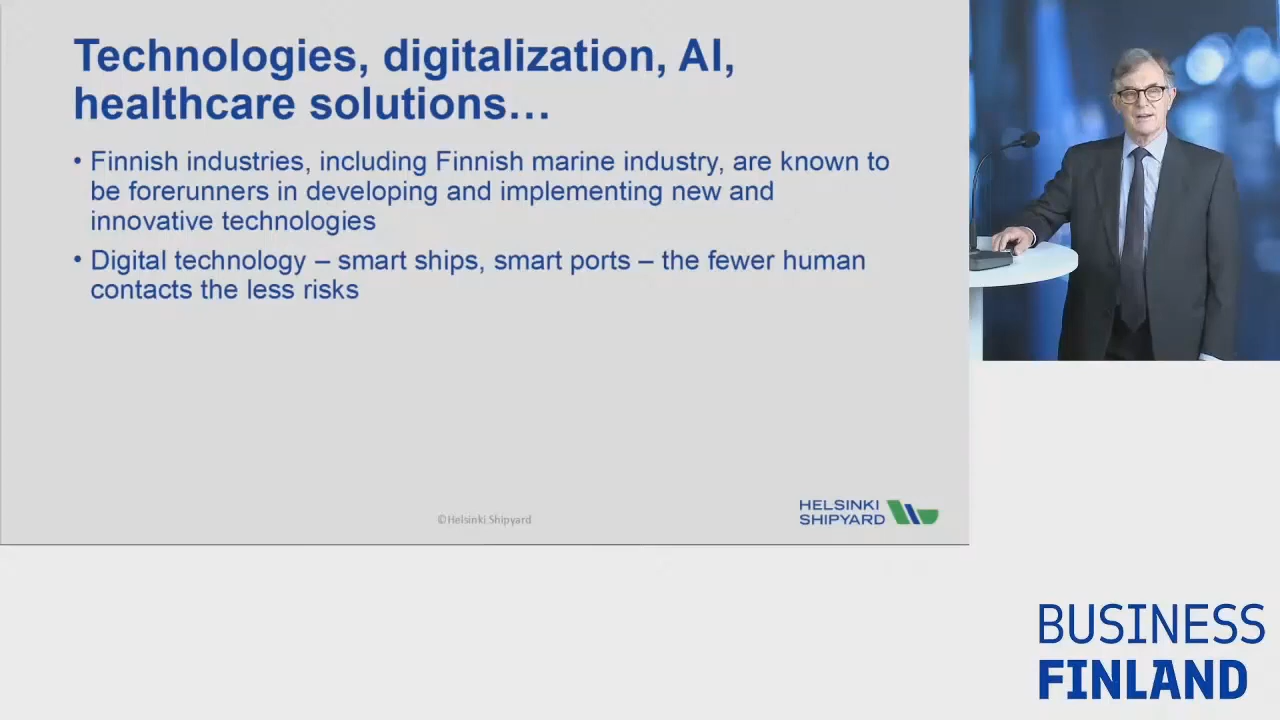 Technologies, digitalization, AI,
healthcare solutions…
• Finnish industries, including Finnish marine industry, are known to
be forerunners in developing and implementing new and
innovative technologies
• Digital technology – smart ships, smart ports – the fewer human
contacts the less risks
©Helsinki Shipyard
HELSINKI
SHIPYARD
BUSINESS
FINLAND